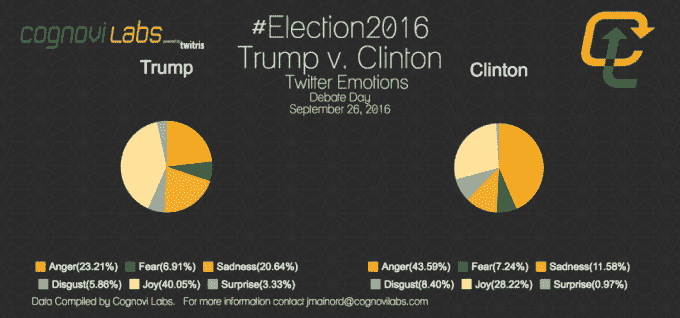 #Election2016
cognovi Labs
twitris
Trump v. Clinton
Twitter Emotions
Trump
Clinton
Debate Day
September 26, 2016
Anger(23.21%) Fear(6.91%) Sadness(20.64%)
Disgust(5.86%) Joy(40.05%) Surprise(3.33%)
Anger(43.59%) Fear(7.24%) Sadness(11.58%)
Disgust(8.40%) Joy(28.22%) Surprise(0.97%)
Data Compiled by Cognovi Labs. For more information contact jmainord@cognovilabs.com